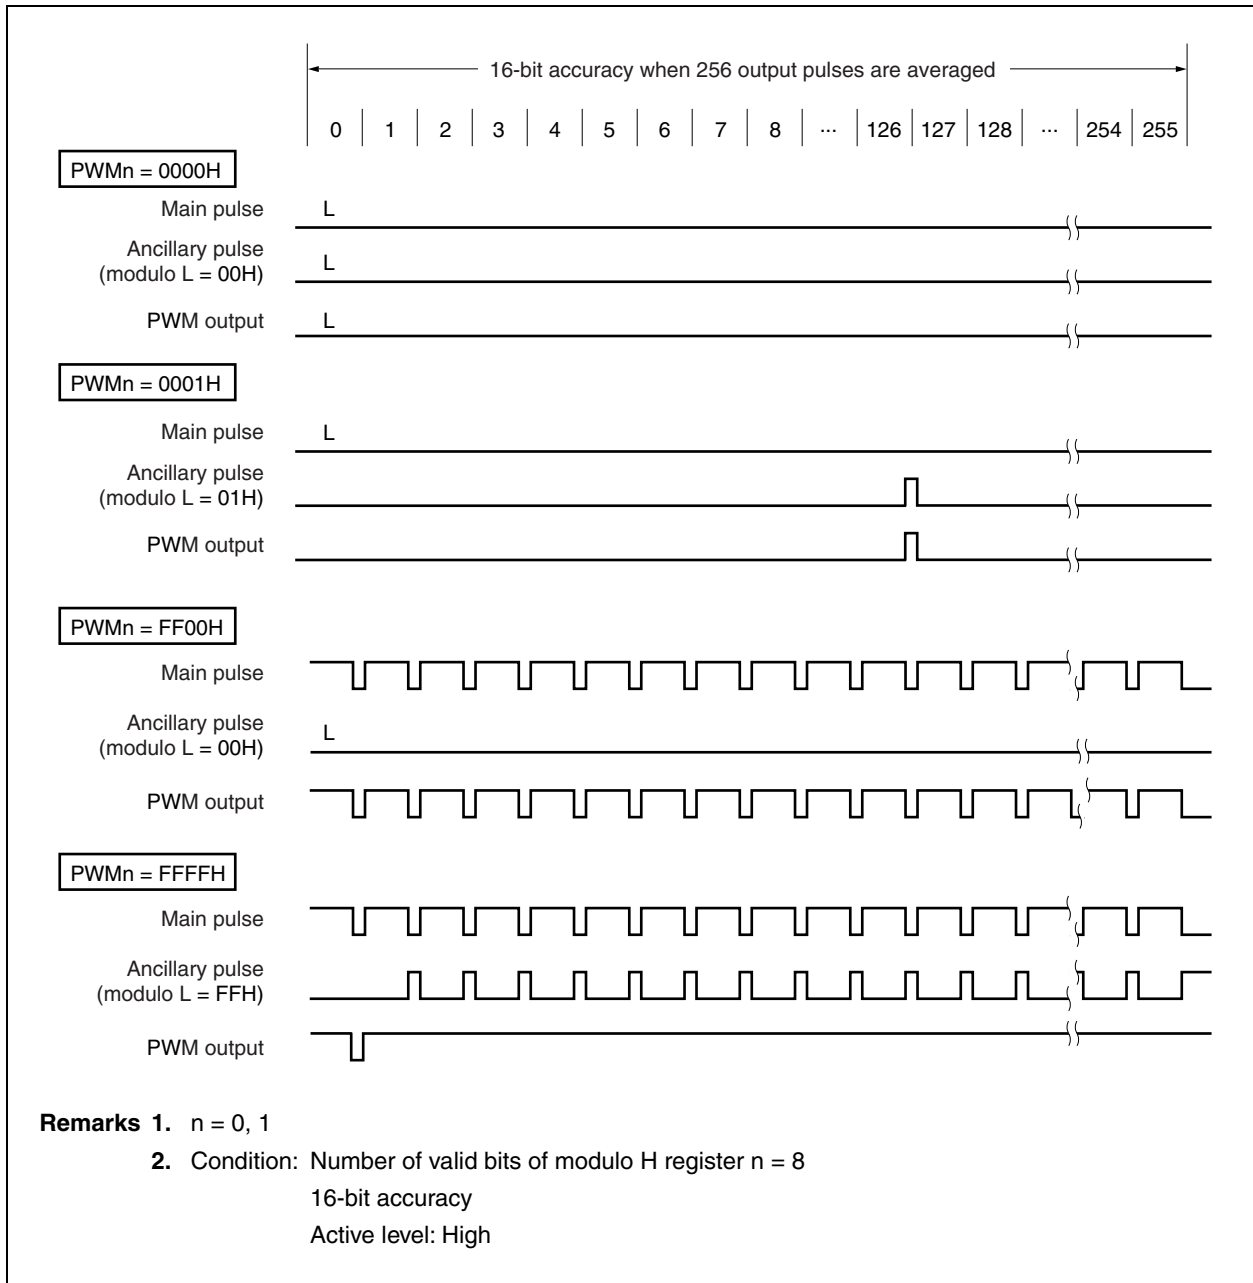 16-bit accuracy when 256 output pulses are averaged
0 1 2 3 4 5 6 7 8 ... 126 127 128 ... 254 255
PWMn = 0000H
Main pulse L
Ancillary pulse
(modulo L = 00H) L
PWM output L
PWMn = 0001H
Main pulse L
Ancillary pulse
(modulo L = 01H)
PWM output
PWMn = FF00H
Main pulse
Ancillary pulse
(modulo L = 00H) L
PWM output
PWMn = FFFFH
Main pulse
Ancillary pulse
(modulo L = FFH)
PWM output
Remarks 1. n = 0, 1
2. Condition: Number of valid bits of modulo H register n = 8
16-bit accuracy
Active level: High